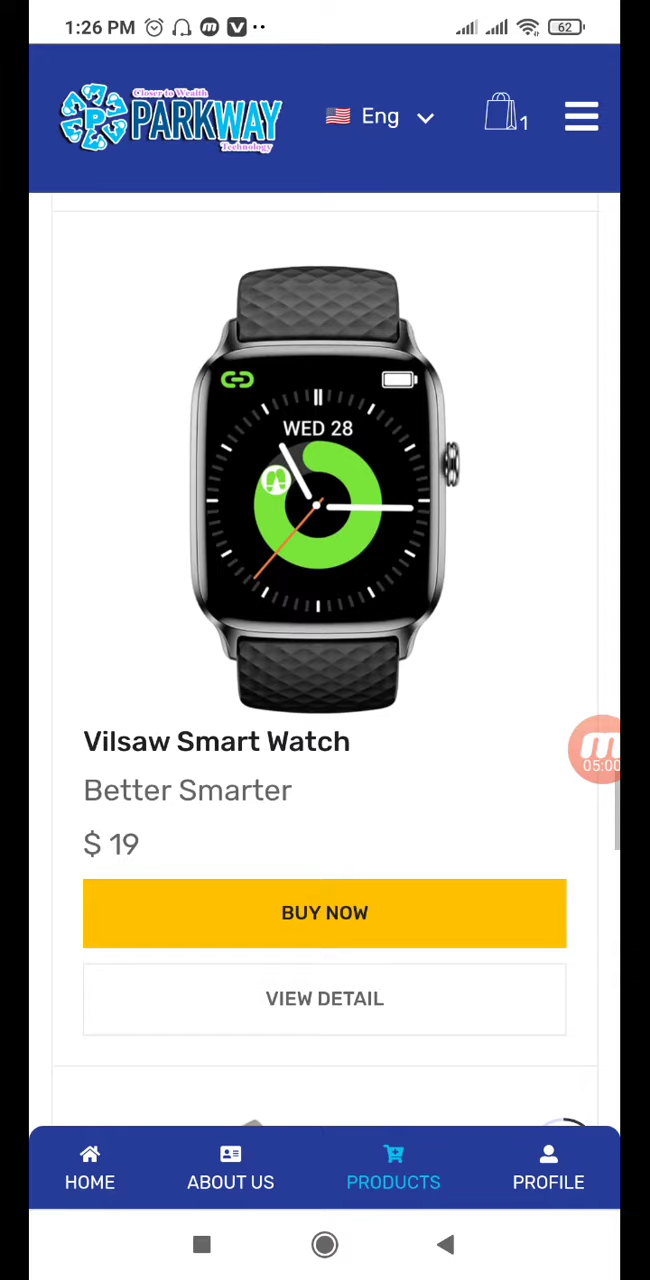 1:26 PM
62
Closer to Wealth
PARKWAY
Technology
Eng
1
WED 28
05:00
Vilsaw Smart Watch
Better Smarter
$ 19
BUY NOW
VIEW DETAIL
HOME
ABOUT US
PRODUCTS
PROFILE